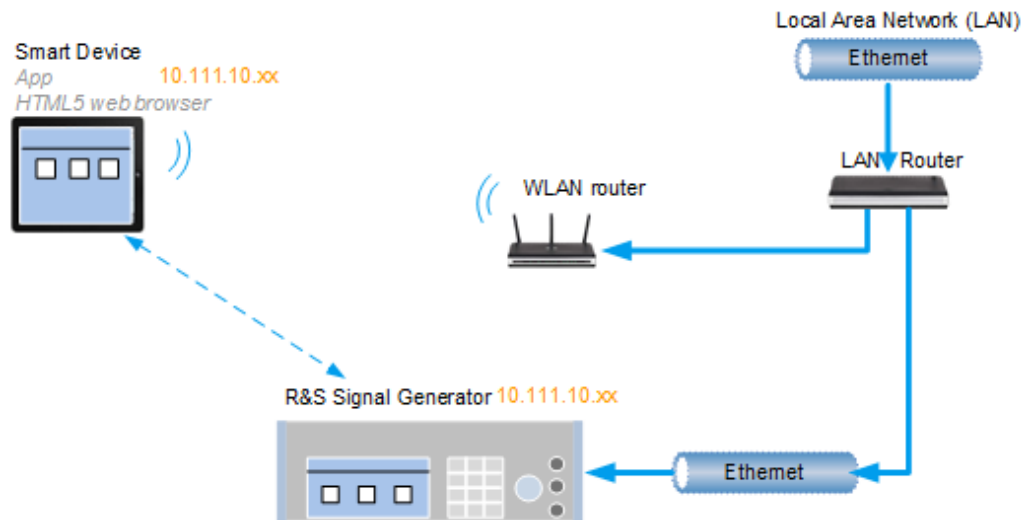 Local Area Network (LAN)
Ethernet
Smart Device
App
10.111.10.xx
HTML5 web browser
LAN Router
WLAN router
R&S Signal Generator 10.111.10.xx
Ethernet